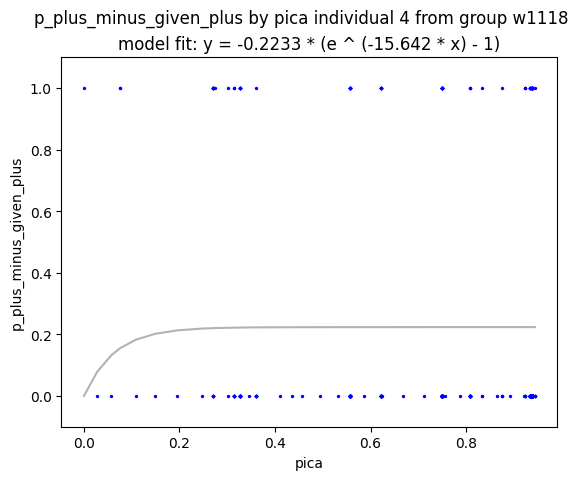 p_plus_minus_given_plus by pica individual 4 from group w1118
model fit: y = -0.2233 * (e ^ (-15.642 * x) - 1)
p_plus_minus_given_plus
1.0
0.8
0.6
0.4
0.2
0.0
0.0 0.2 0.4 0.6 0.8
pica